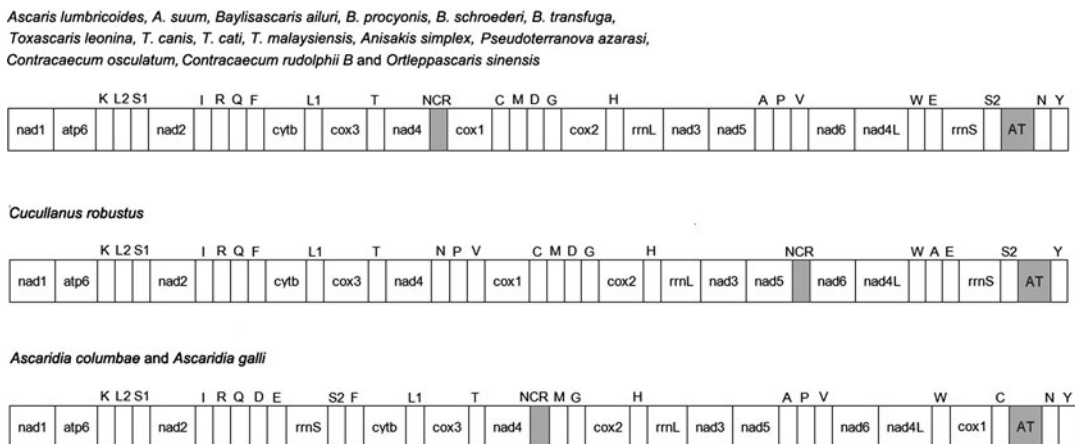 Ascaris lumbricoides, A. suum, Baylisascaris ailuri, B. procyonis, B. schroederi, B. transfuga,
Toxascaris leonina, T. canis, T. cati, T. malaysiensis, Anisakis simplex, Pseudoterranova azarasi,
Contracaecum osculatum, Contracaecum rudolphii B and Ortleppascaris sinensis
K L2 S1 I R Q F L1 T NCR C M D G H A P V W E S2 N Y
nad1 atp6 nad2 cytb cox3 nad4 cox1 cox2 rrnL nad3 nad5 nad6 nad4L rrnS AT
Cucullanus robustus
K L2 S1 I R Q F L1 T N P V C M D G H NCR W A E S2 Y
nad1 atp6 nad2 cytb cox3 nad4 cox1 cox2 rrnL nad3 nad5 nad6 nad4L rrnS AT
Ascaridia columbae and Ascaridia galli
K L2 S1 I R Q D E S2 F L1 T NCR M G H A P V W C N Y
nad1 atp6 nad2 rrnS cytb cox3 nad4 cox2 rrnL nad3 nad5 nad6 nad4L cox1 AT